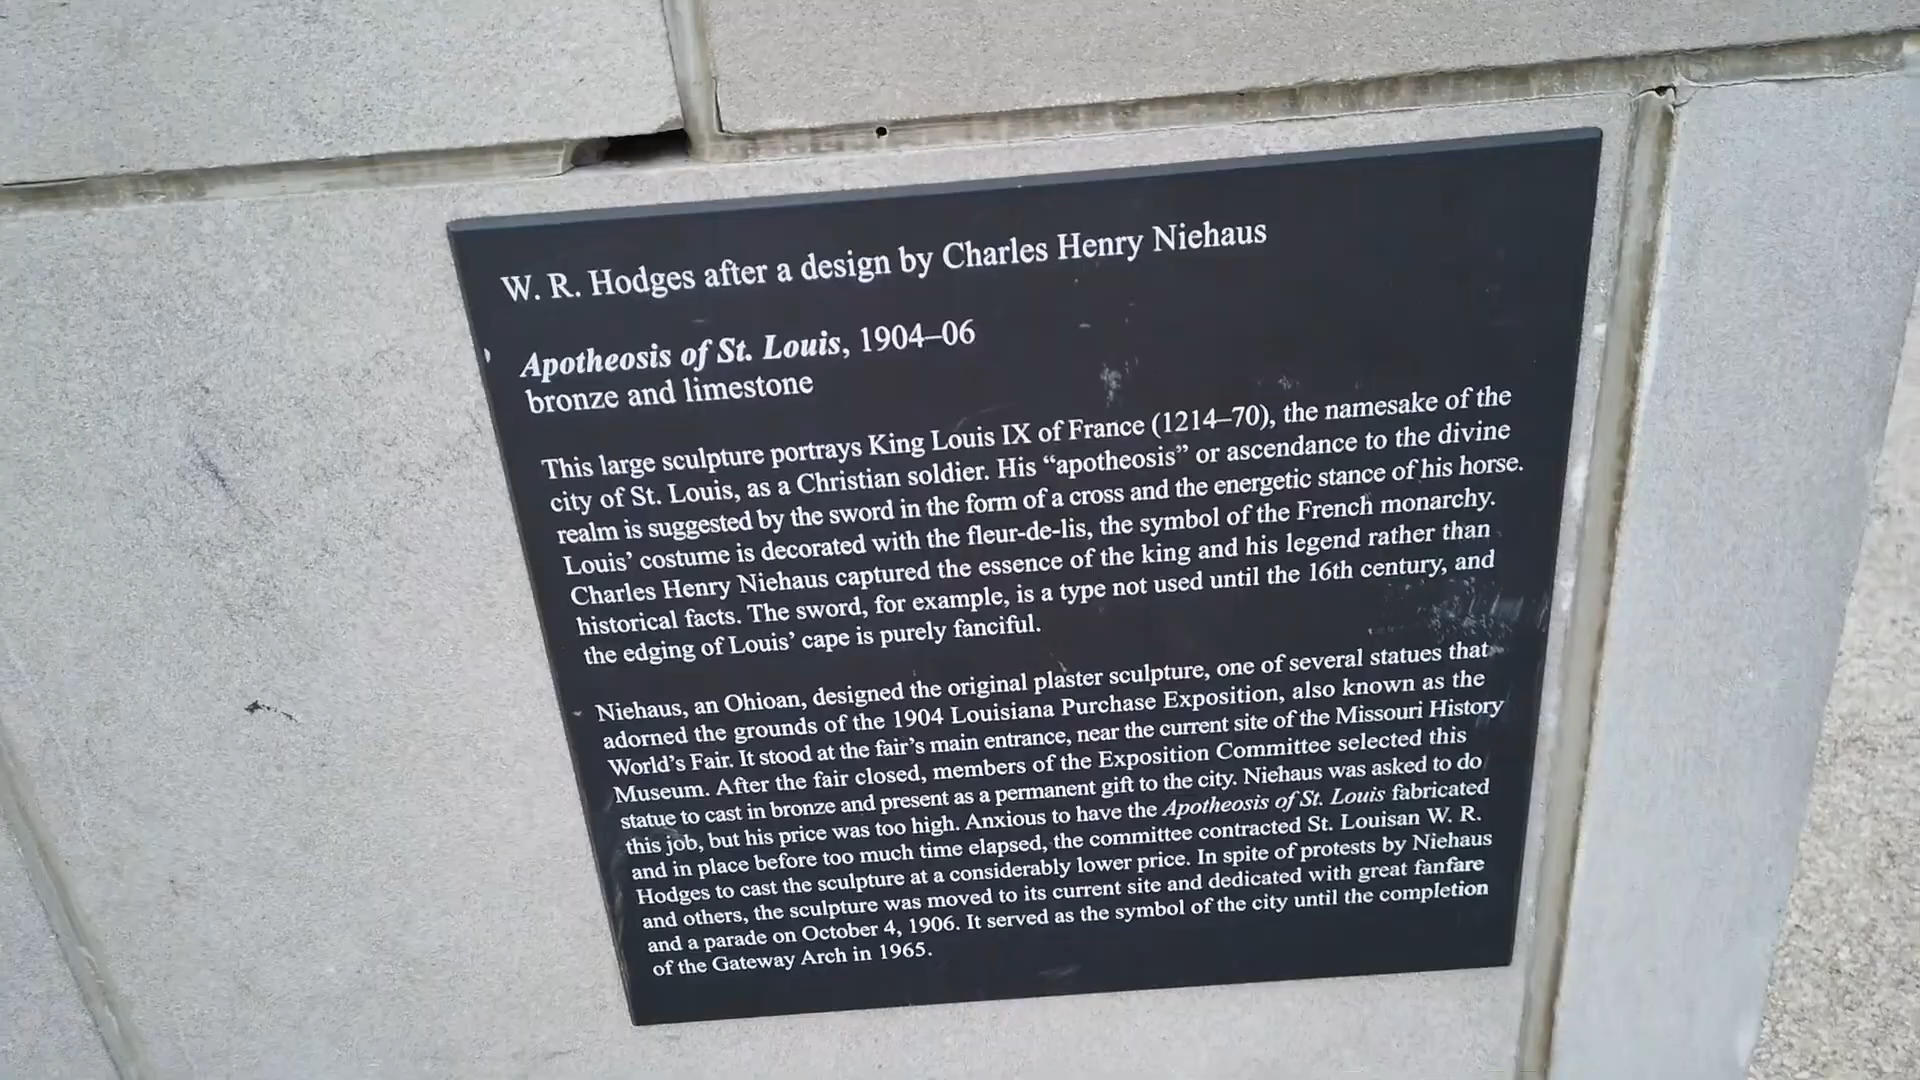 W. R. Hodges after a design by Charles Henry Niehaus
Apotheosis of St. Louis, 1904–06
bronze and limestone
This large sculpture portrays King Louis IX of France (1214–70), the namesake of the
city of St. Louis, as a Christian soldier. His “apotheosis” or ascendance to the divine
realm is suggested by the sword in the form of a cross and the energetic stance of his horse.
Louis’ costume is decorated with the fleur-de-lis, the symbol of the French monarchy.
Charles Henry Niehaus captured the essence of the king and his legend rather than
historical facts. The sword, for example, is a type not used until the 16th century, and
the edging of Louis’ cape is purely fanciful.
Niehaus, an Ohioan, designed the original plaster sculpture, one of several statues that
adorned the grounds of the 1904 Louisiana Purchase Exposition, also known as the
World’s Fair. It stood at the fair’s main entrance, near the current site of the Missouri History
Museum. After the fair closed, members of the Exposition Committee selected this
statue to cast in bronze and present as a permanent gift to the city. Niehaus was asked to do
this job, but his price was too high. Anxious to have the Apotheosis of St. Louis fabricated
and in place before too much time elapsed, the committee contracted St. Louisan W. R.
Hodges to cast the sculpture at a considerably lower price. In spite of protests by Niehaus
and others, the sculpture was moved to its current site and dedicated with great fanfare
and a parade on October 4, 1906. It served as the symbol of the city until the completion
of the Gateway Arch in 1965.